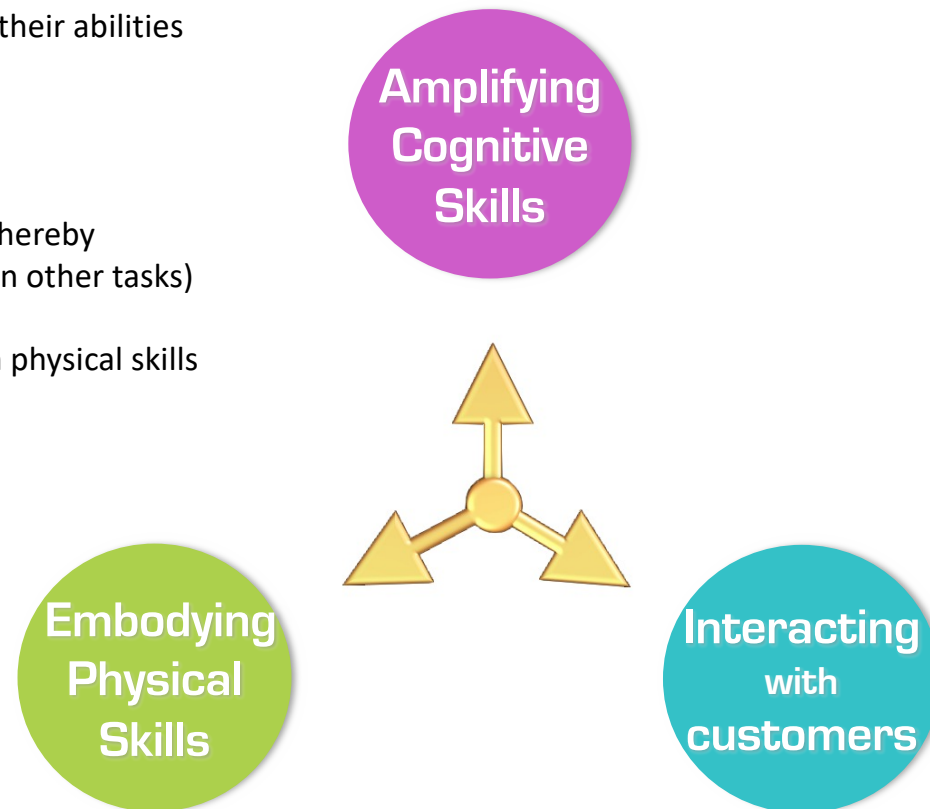 their abilities
hereby
n other tasks)
physical skills
Amplifying
Cognitive
Skills
Embodying
Physical
Skills
Interacting
with
customers